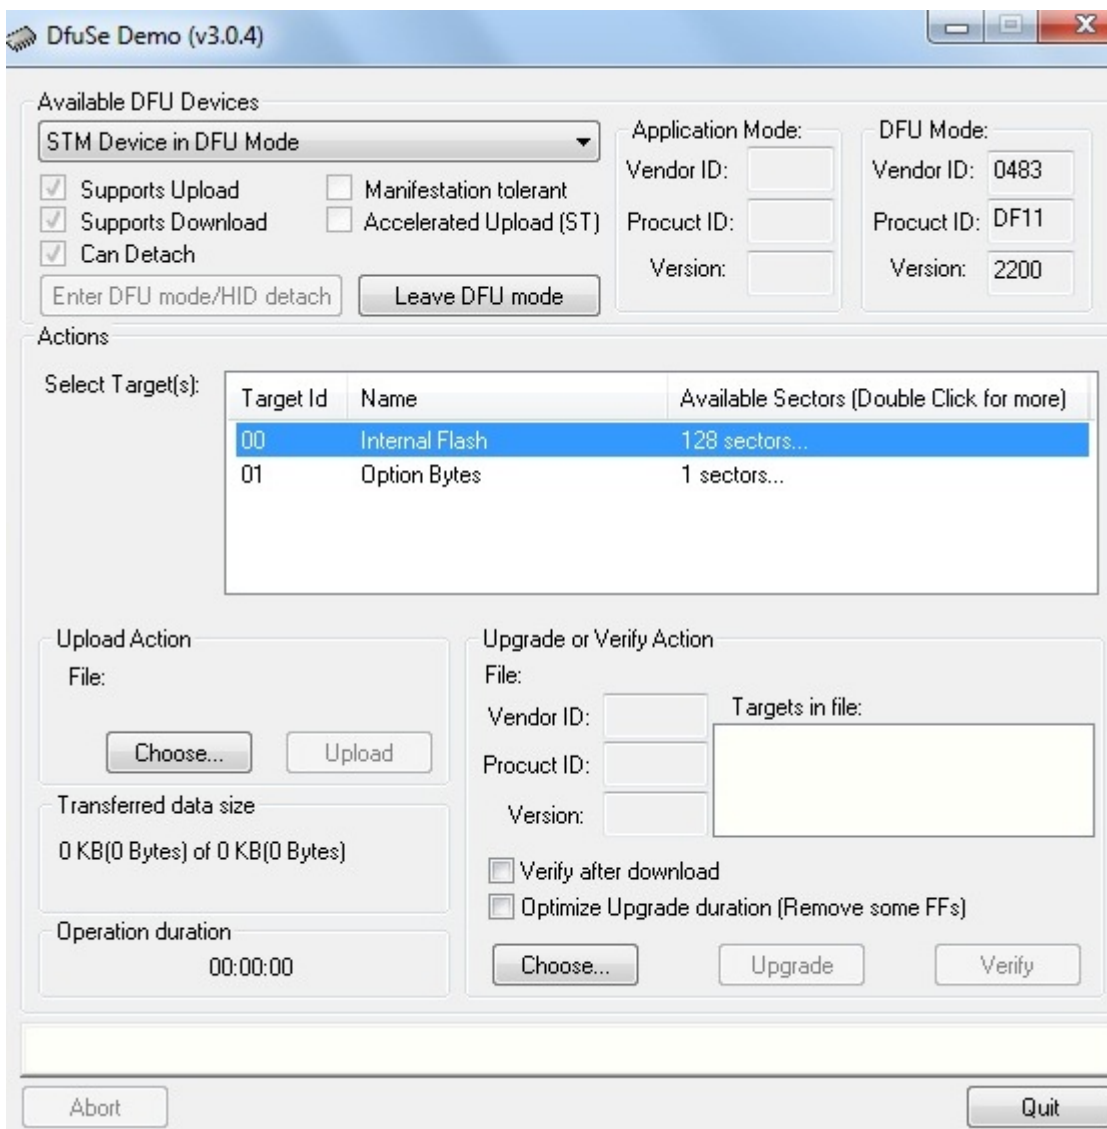 DfuSe Demo (v3.0.4)
Available DFU Devices
STM Device in DFU Mode
Supports Upload
Manifestation tolerant
Supports Download
Accelerated Upload (ST)
Can Detach
Enter DFU mode/HID detach
Leave DFU mode
Application Mode:
Vendor ID:
Procuct ID:
Version:
DFU Mode:
Vendor ID: 0483
Procuct ID: DF11
Version: 2200
Actions
Select Target(s):
Target Id Name Available Sectors (Double Click for more)
00 Internal Flash 128 sectors...
01 Option Bytes 1 sectors...
Upload Action
File:
Choose... Upload
Transferred data size
0 KB(0 Bytes) of 0 KB(0 Bytes)
Operation duration
00:00:00
Upgrade or Verify Action
File:
Vendor ID:
Procuct ID:
Version:
Targets in file:
Verify after download
Optimize Upgrade duration (Remove some FFs)
Choose... Upgrade Verify
Abort Quit